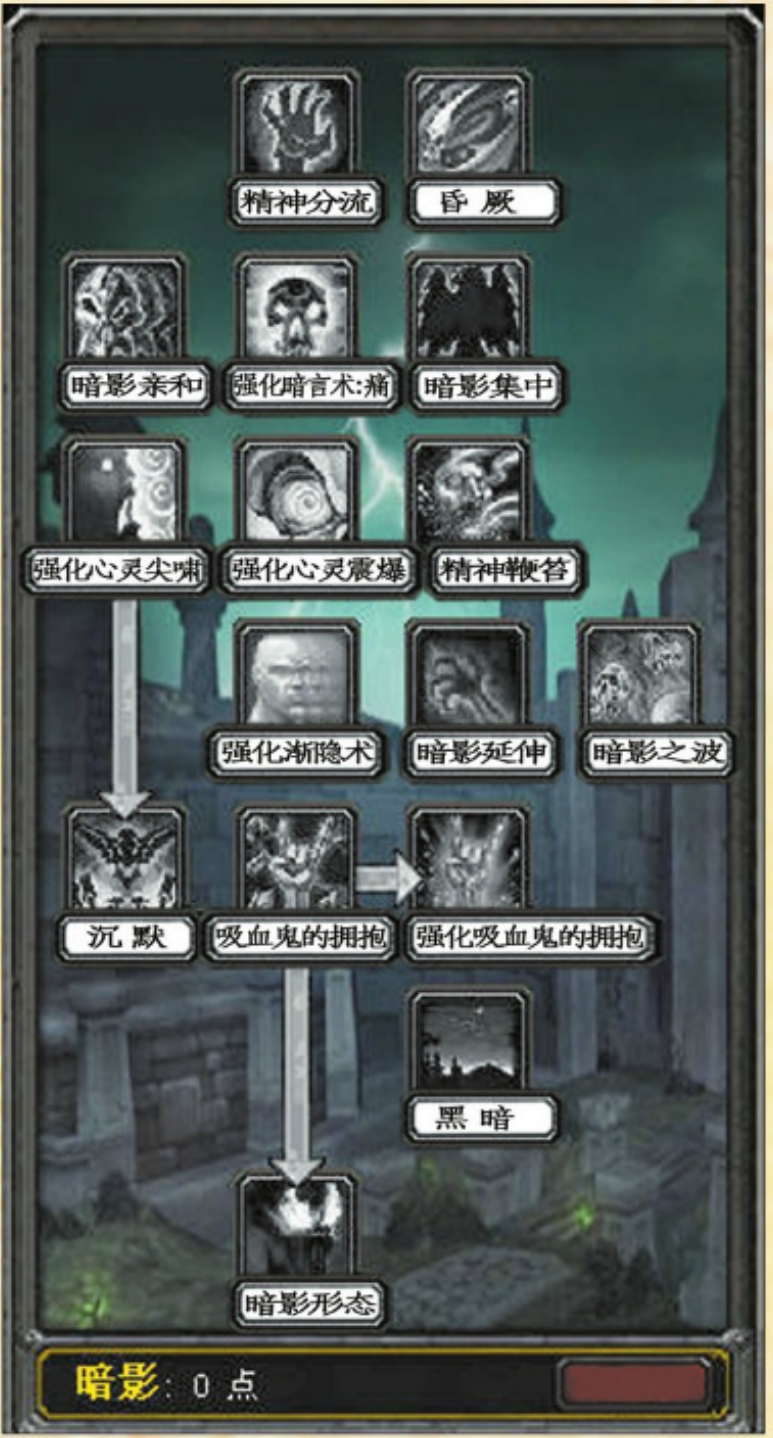 精神分流
昏厥
暗影亲和
强化暗言术:痛
暗影集中
强化心灵尖啸
强化心灵震爆
精神鞭笞
强化渐隐术
暗影延伸
暗影之波
沉默
吸血鬼的拥抱
强化吸血鬼的拥抱
黑暗
暗影形态
暗影: 0 点